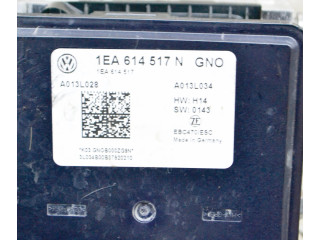 1EA 614 517 N GNO
1EA 614 517
A013L028 A013L034
HW: H14
SW: 0143
ZF
EBC470/ESC
Made in Germany